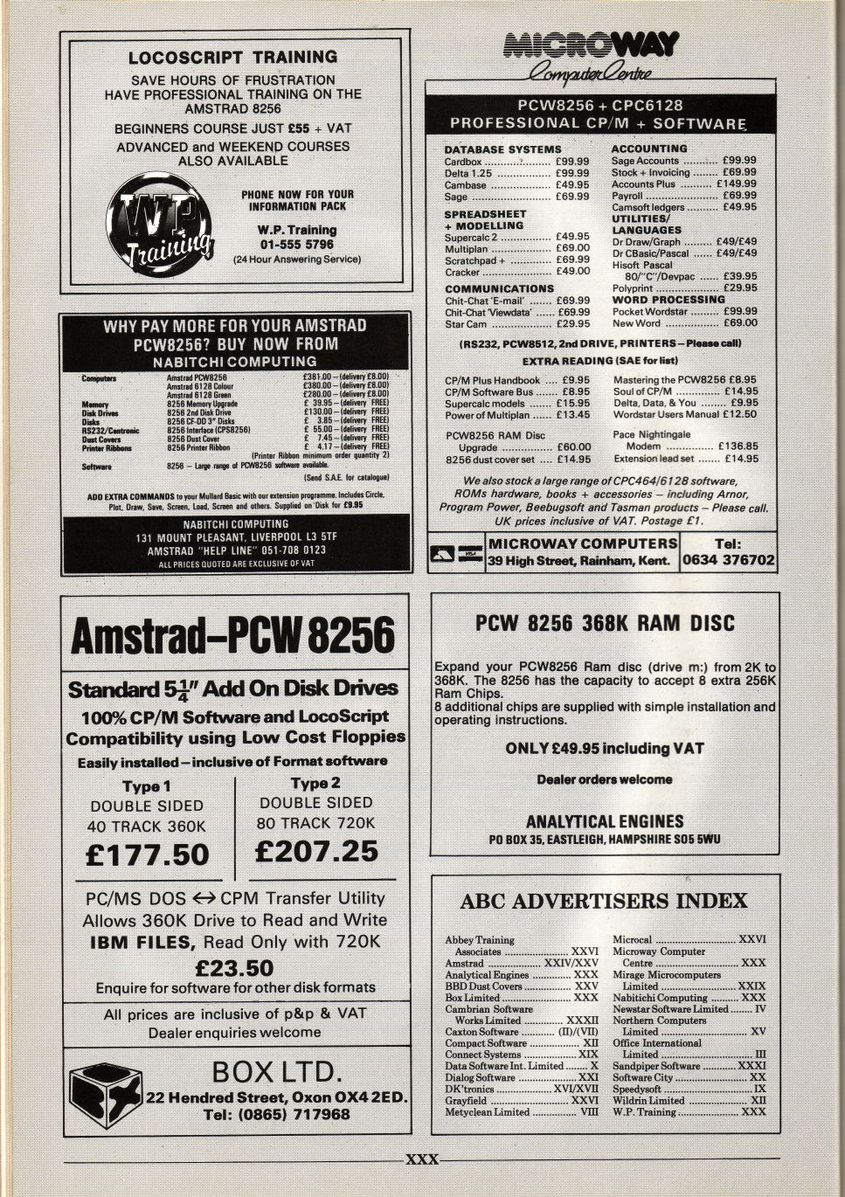 LOCOSCRIPT TRAINING
SAVE HOURS OF FRUSTRATION
HAVE PROFESSIONAL TRAINING ON THE
AMSTRAD 8256
BEGINNERS COURSE JUST £55 + VAT
ADVANCED and WEEKEND COURSES
ALSO AVAILABLE
WP
Training
PHONE NOW FOR YOUR
INFORMATION PACK
W.P. Training
01-555 5796
(24 Hour Answering Service)
WHY PAY MORE FOR YOUR AMSTRAD
PCW8256? BUY NOW FROM
NABITCHI COMPUTING
Computers Amstrad PCW8256 £381.00 – (delivery £8.00)
Amstrad 6128 Colour £380.00 – (delivery £8.00)
Amstrad 6128 Green £280.00 – (delivery £8.00)
Memory 8256 Memory Upgrade £ 39.95 – (delivery FREE)
Disk Drives 8256 2nd Disk Drive £130.00 – (delivery FREE)
Disks 8256 CF-DD 3" Disks £ 3.85 – (delivery FREE)
RS232/Centronic 8256 Interface (CPS8256) £ 55.00 – (delivery FREE)
Dust Covers 8256 Dust Cover £ 7.45 – (delivery FREE)
Printer Ribbons 8256 Printer Ribbon £ 4.17 – (delivery FREE)
(Printer Ribbon minimum order quantity 2)
Software 8256 – Large range of PCW8256 software available.
(Send S.A.E. for catalogue)
ADD EXTRA COMMANDS to your Mullard Basic with our extension programme. Includes Circle,
Plot, Draw, Save, Screen, Load, Screen and others. Supplied on Disk for £9.95
NABITCHI COMPUTING
131 MOUNT PLEASANT, LIVERPOOL L3 5TF
AMSTRAD "HELP LINE" 051-708 0123
ALL PRICES QUOTED ARE EXCLUSIVE OF VAT
MICROWAY
Computer Centre
PCW8256 + CPC6128
PROFESSIONAL CP/M + SOFTWARE
DATABASE SYSTEMS
Cardbox ................... £99.99
Delta 1.25 ................. £99.99
Cambase ................... £49.95
Sage ........................ £69.99
SPREADSHEET
+ MODELLING
Supercalc 2 ................ £49.95
Multiplan ................... £69.00
Scratchpad + .............. £69.99
Cracker ..................... £49.00
COMMUNICATIONS
Chit-Chat 'E-mail' ...... £69.99
Chit-Chat 'Viewdata' .... £69.99
Star Cam ................... £29.95
ACCOUNTING
Sage Accounts .......... £99.99
Stock + Invoicing ....... £69.99
Accounts Plus ......... £149.99
Payroll ..................... £69.99
Camsoft ledgers ......... £49.95
UTILITIES/
LANGUAGES
Dr Draw/Graph ........ £49/£49
Dr CBasic/Pascal ...... £49/£49
Hisoft Pascal
80/"C"/Devpac ...... £39.95
Polyprint ................... £29.95
WORD PROCESSING
Pocket Wordstar ......... £99.99
New Word ................. £69.00
(RS232, PCW8512, 2nd DRIVE, PRINTERS – Please call)
EXTRA READING (SAE for list)
CP/M Plus Handbook .... £9.95
CP/M Software Bus ...... £8.95
Supercalc models ....... £15.95
Power of Multiplan ...... £13.45
Mastering the PCW8256 £8.95
Soul of CP/M ............. £14.95
Delta, Data, & You ....... £9.95
Wordstar Users Manual £12.50
PCW8256 RAM Disc
Upgrade ................ £60.00
8256 dust cover set .... £14.95
Pace Nightingale
Modem ................ £136.85
Extension lead set ....... £14.95
We also stock a large range of CPC464/6128 software,
ROMs hardware, books + accessories – including Arnor,
Program Power, Beebugsoft and Tasman products – Please call.
UK prices inclusive of VAT. Postage £1.
VISA
MICROWAY COMPUTERS
39 High Street, Rainham, Kent.
Tel:
0634 376702
Amstrad–PCW 8256
Standard 5¼" Add On Disk Drives
100% CP/M Software and LocoScript
Compatibility using Low Cost Floppies
Easily installed – inclusive of Format software
Type 1
DOUBLE SIDED
40 TRACK 360K
£177.50
Type 2
DOUBLE SIDED
80 TRACK 720K
£207.25
PC/MS DOS ↔ CPM Transfer Utility
Allows 360K Drive to Read and Write
IBM FILES, Read Only with 720K
£23.50
Enquire for software for other disk formats
All prices are inclusive of p&p & VAT
Dealer enquiries welcome
BOX LTD.
22 Hendred Street, Oxon OX4 2ED.
Tel: (0865) 717968
PCW 8256 368K RAM DISC
Expand your PCW8256 Ram disc (drive m:) from 2K to
368K. The 8256 has the capacity to accept 8 extra 256K
Ram Chips.
8 additional chips are supplied with simple installation and
operating instructions.
ONLY £49.95 including VAT
Dealer orders welcome
ANALYTICAL ENGINES
PO BOX 35, EASTLEIGH, HAMPSHIRE SO5 5WU
ABC ADVERTISERS INDEX
Abbey Training
Associates ................... XXVI
Amstrad ................ XXIV/XXV
Analytical Engines ............ XXX
BBD Dust Covers ............... XXV
Box Limited ..................... XXX
Cambrian Software
Works Limited ............ XXXII
Caxton Software ......... (II)/(VII)
Compact Software ............... XII
Connect Systems ................ XIX
Data Software Int. Limited ....... X
Dialog Software .................. XXI
DK'tronics .................. XVI/XVII
Grayfield ........................ XXVI
Metyclean Limited .............. VIII
Microcal ......................... XXVI
Microway Computer
Centre .......................... XXX
Mirage Microcomputers
Limited ....................... XXIX
Nabitichi Computing ......... XXX
Newstar Software Limited ....... IV
Northern Computers
Limited ......................... XV
Office International
Limited ......................... III
Sandpiper Software .......... XXXI
Software City ................... XX
Speedysoft ....................... IX
Wildrin Limited ................. XII
W.P. Training ................... XXX
XXX